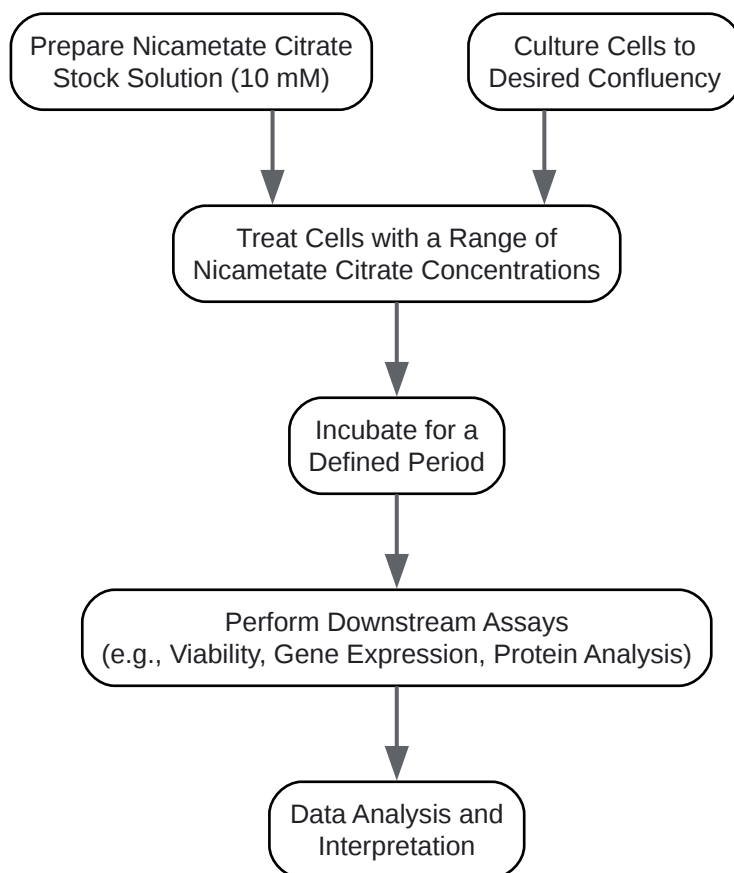 Prepare Nicametate Citrate
Stock Solution (10 mM)
Culture Cells to
Desired Confluency
Treat Cells with a Range of
Nicametate Citrate Concentrations
Incubate for a
Defined Period
Perform Downstream Assays
(e.g., Viability, Gene Expression, Protein Analysis)
Data Analysis and
Interpretation